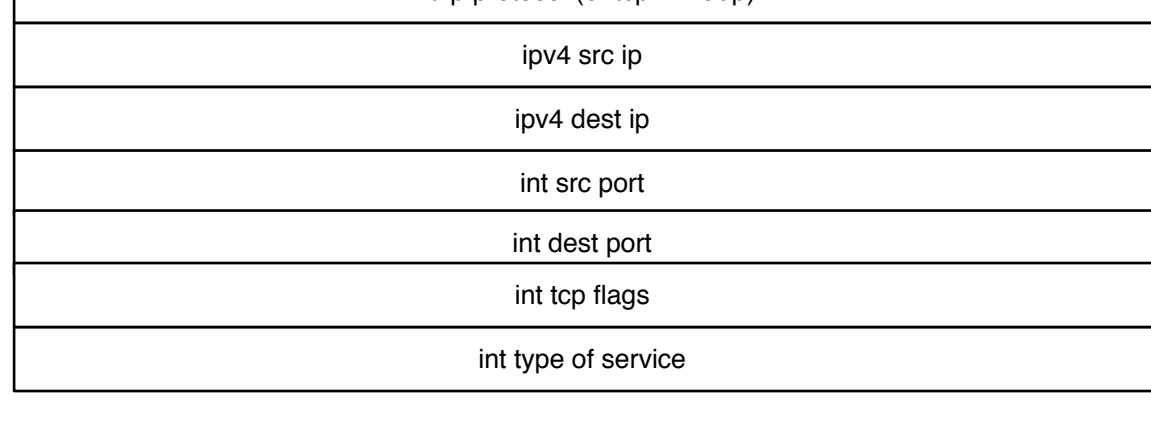 ipv4 src ip
ipv4 dest ip
int src port
int dest port
int tcp flags
int type of service